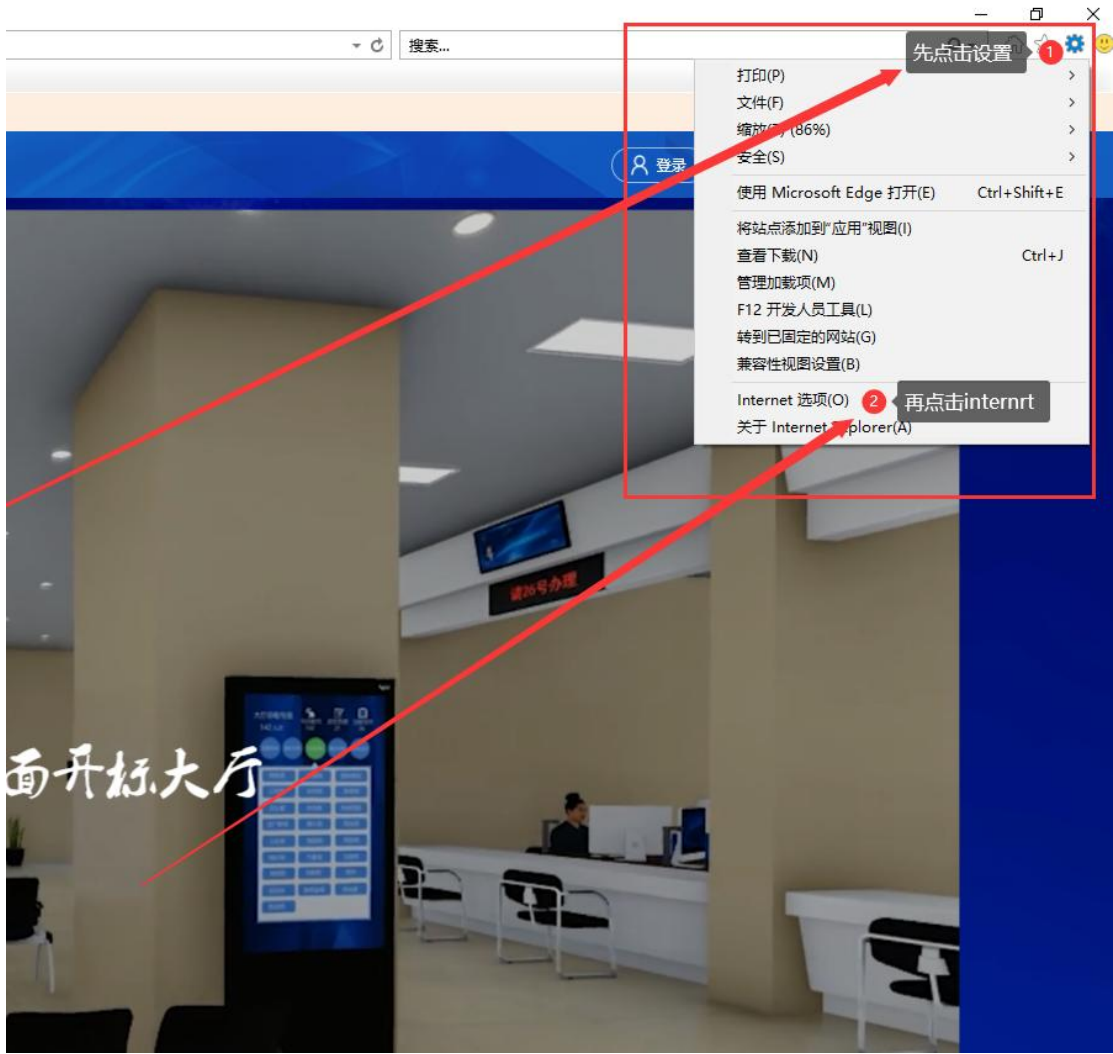 搜索...
先点击设置
1
打印(P)
文件(F)
缩放(Z) (86%)
安全(S)
登录
使用 Microsoft Edge 打开(E) Ctrl+Shift+E
将站点添加到“应用”视图(I)
查看下载(N) Ctrl+J
管理加载项(M)
F12 开发人员工具(L)
转到已固定的网站(G)
兼容性视图设置(B)
Internet 选项(O) 2 再点击internrt
关于 Internet Explorer(A)
请26号办理
面开标大厅